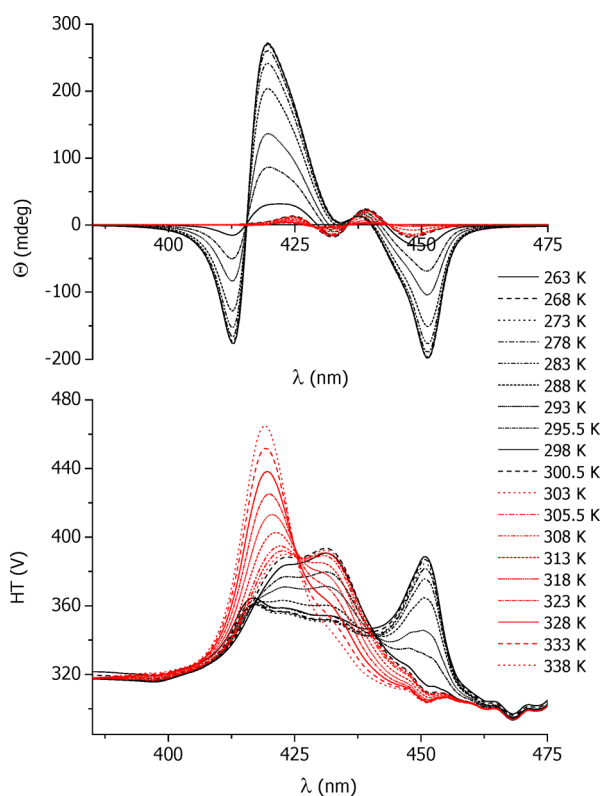 300
200
100
0
-100
-200
Θ (mdeg)
400 425 450 475
λ (nm)
263 K
268 K
273 K
278 K
283 K
288 K
293 K
295.5 K
298 K
300.5 K
303 K
305.5 K
308 K
313 K
318 K
323 K
328 K
333 K
338 K
480
440
400
360
320
HT (V)
400 425 450 475
λ (nm)